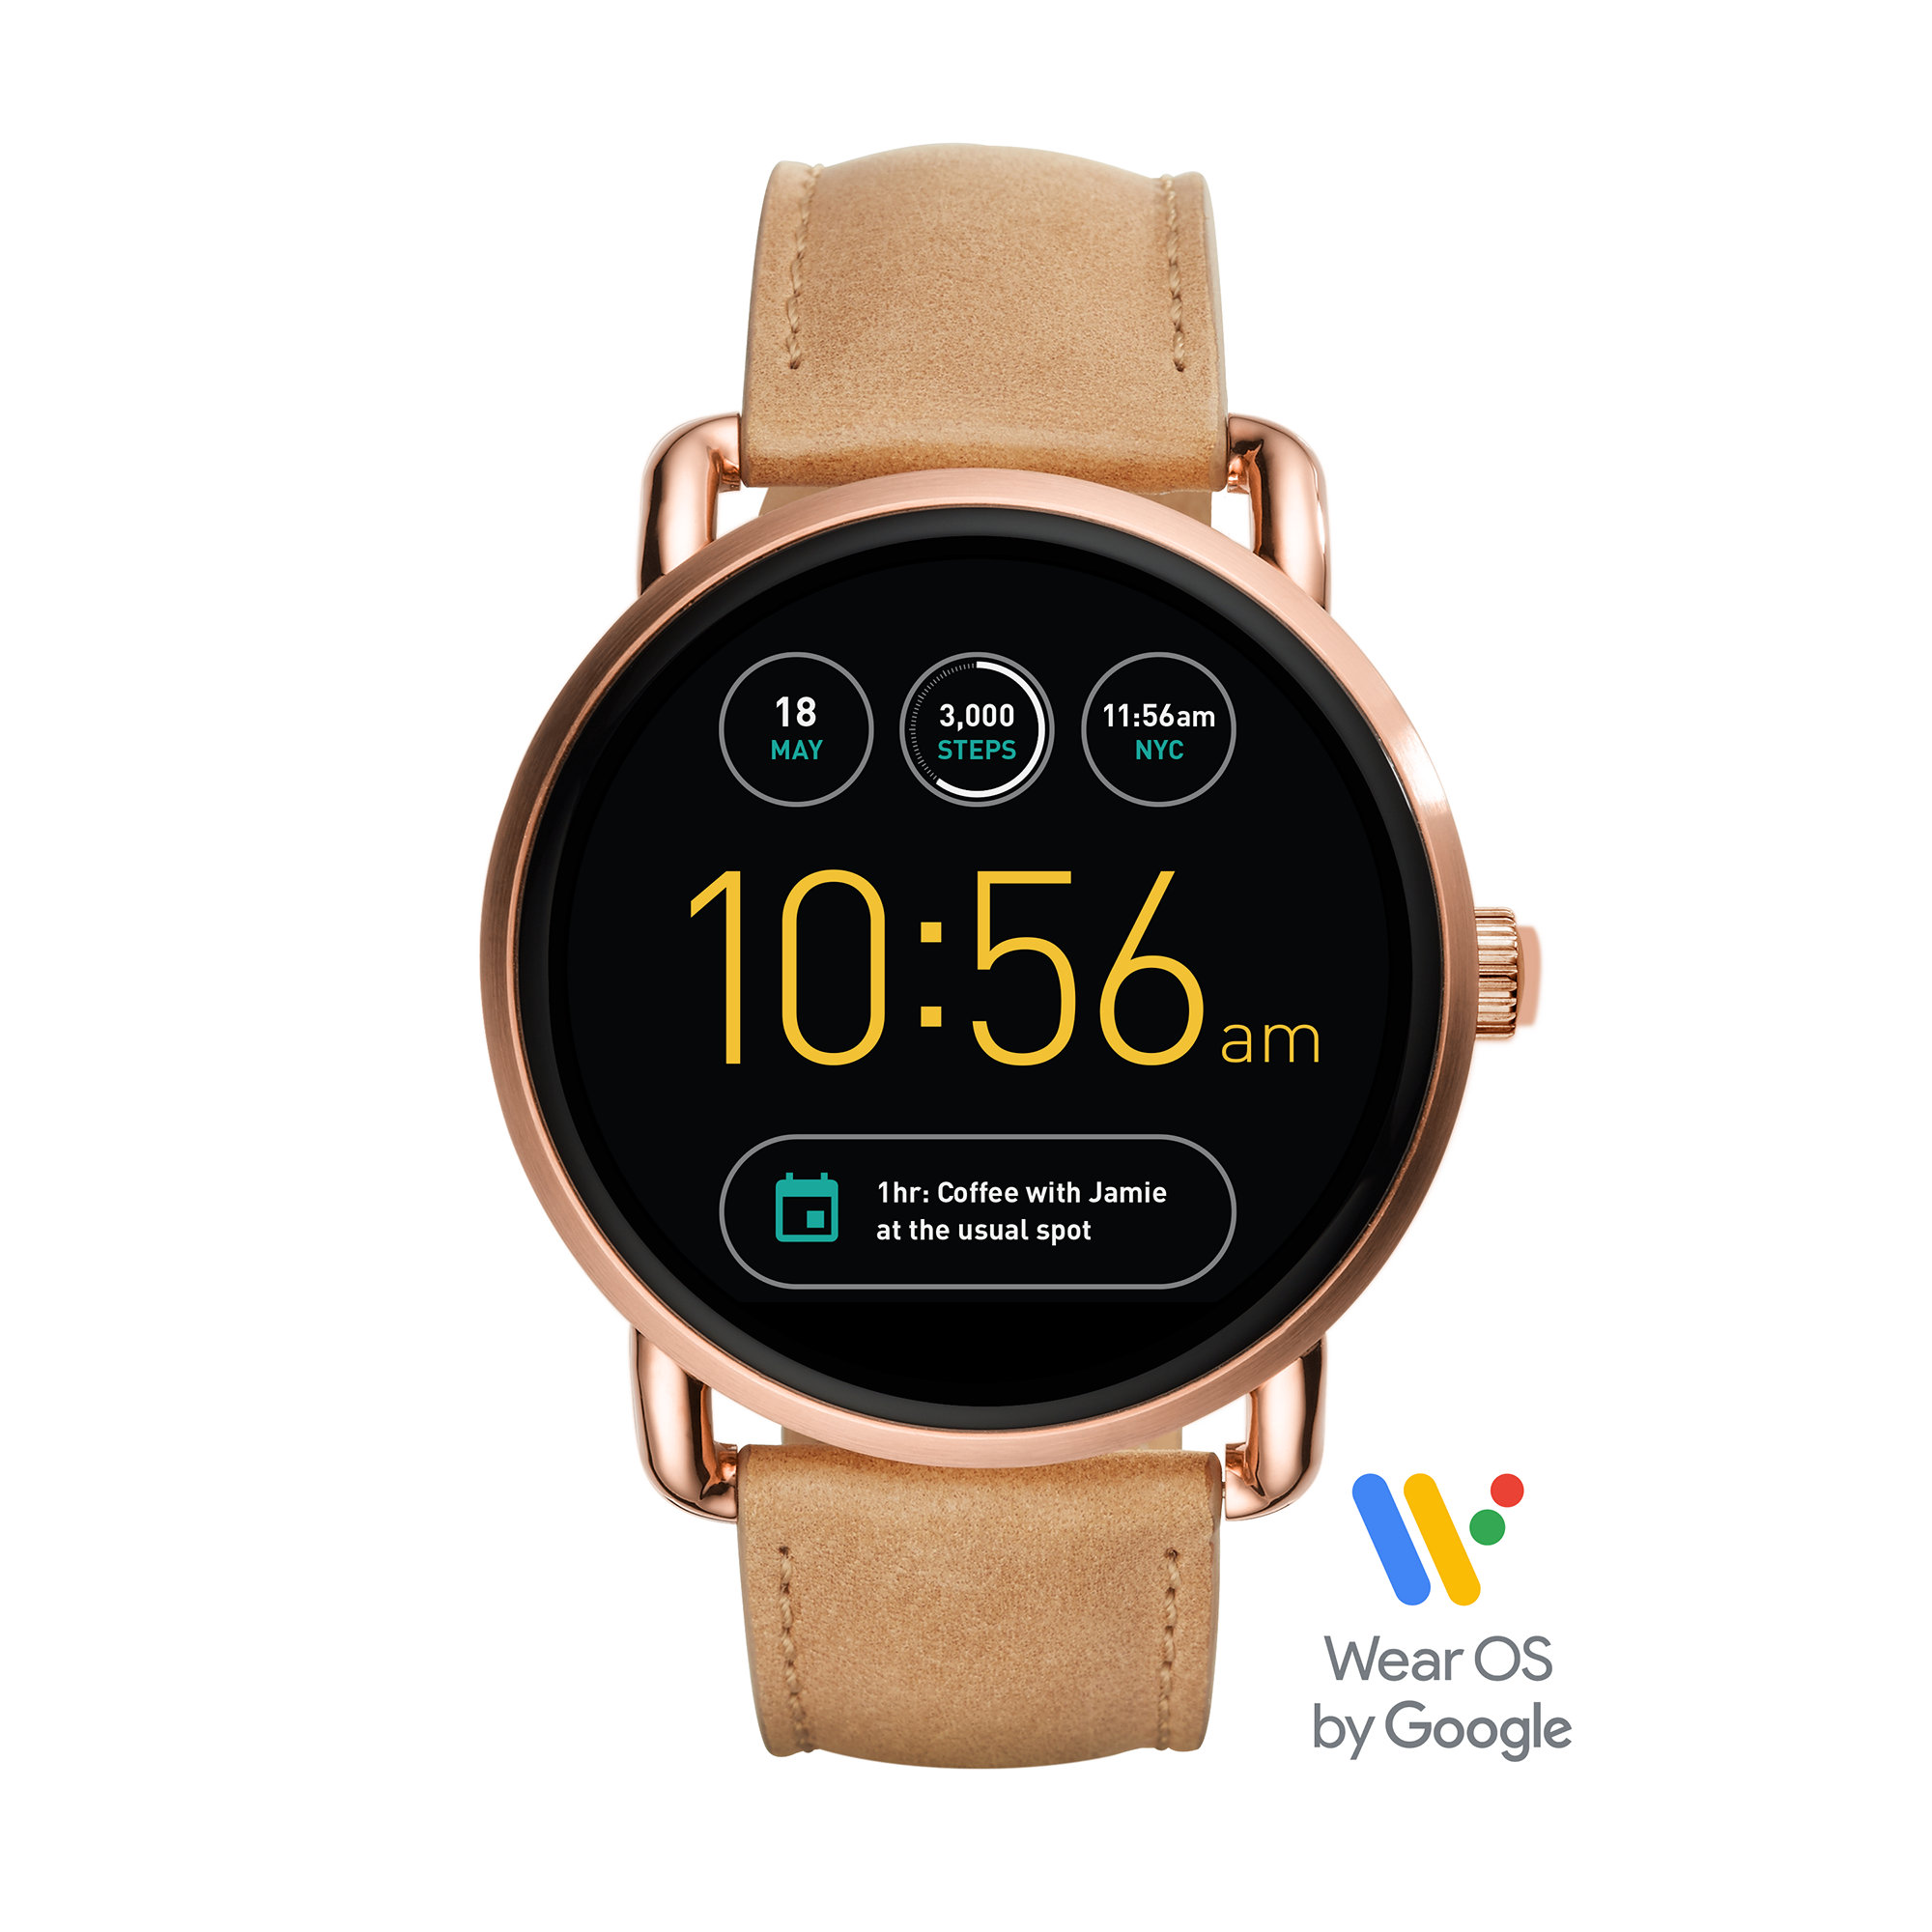 18
MAY
3,000
STEPS
11:56am
NYC
10:56am
1hr: Coffee with Jamie
at the usual spot
Wear OS
by Google